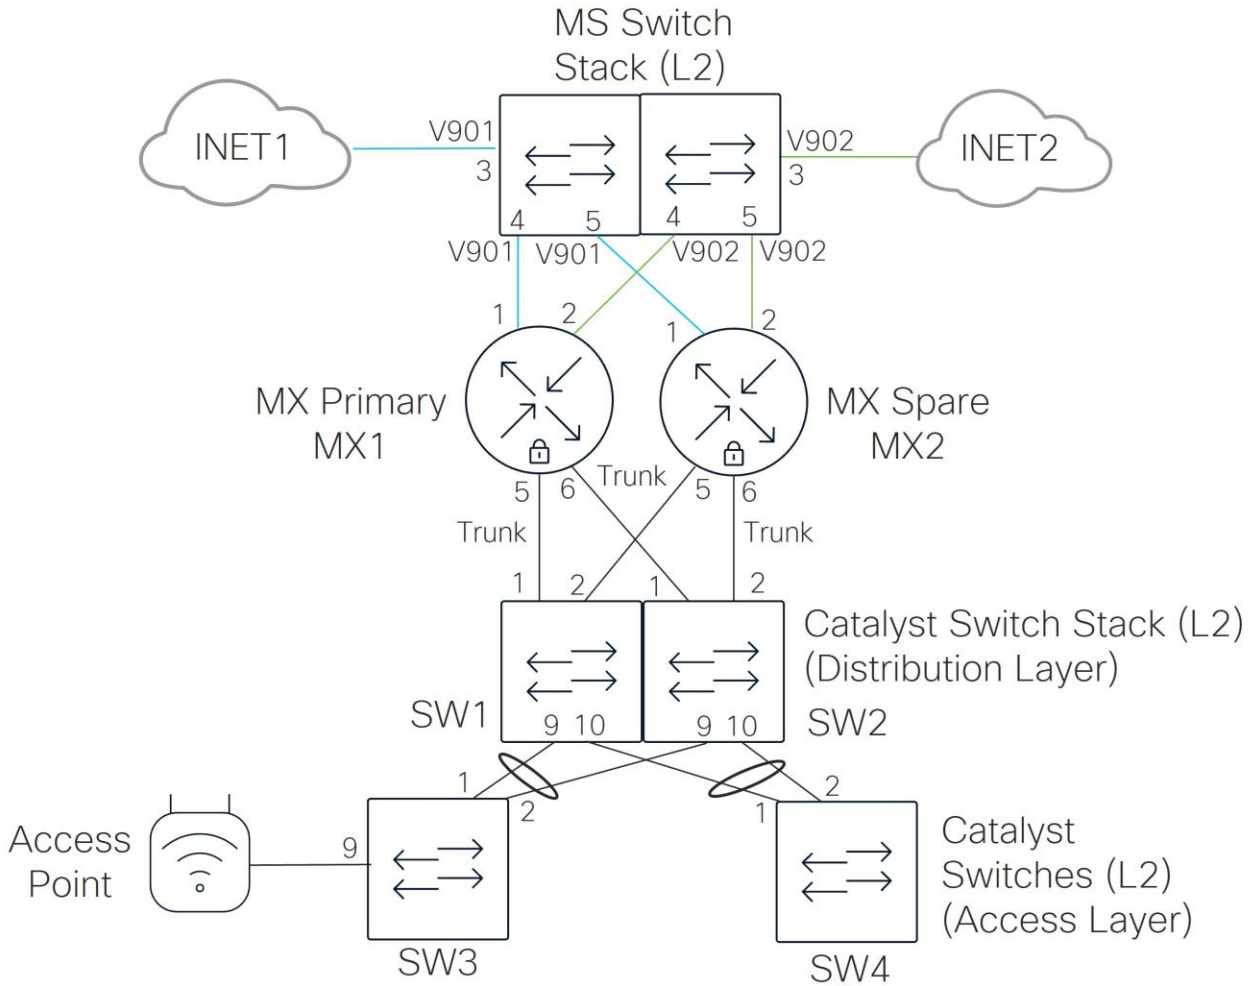 MS Switch
Stack (L2)
INET1
V901
3
V902
3
INET2
4
5
4
5
V901
V901
V902
V902
1
2
1
2
MX Primary
MX1
MX Spare
MX2
5
6
Trunk
5
6
Trunk
Trunk
1
2
1
2
Catalyst Switch Stack (L2)
(Distribution Layer)
SW1
9
10
9
10
SW2
1
2
1
2
Access
Point
9
Catalyst
Switches (L2)
(Access Layer)
SW3
SW4